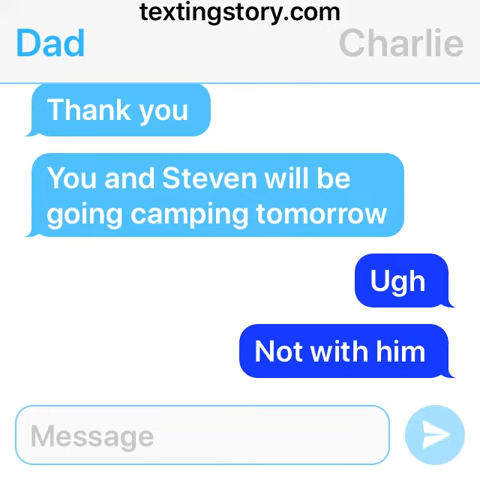 textingstory.com
Dad
Charlie
Thank you
You and Steven will be
going camping tomorrow
Ugh
Not with him
Message